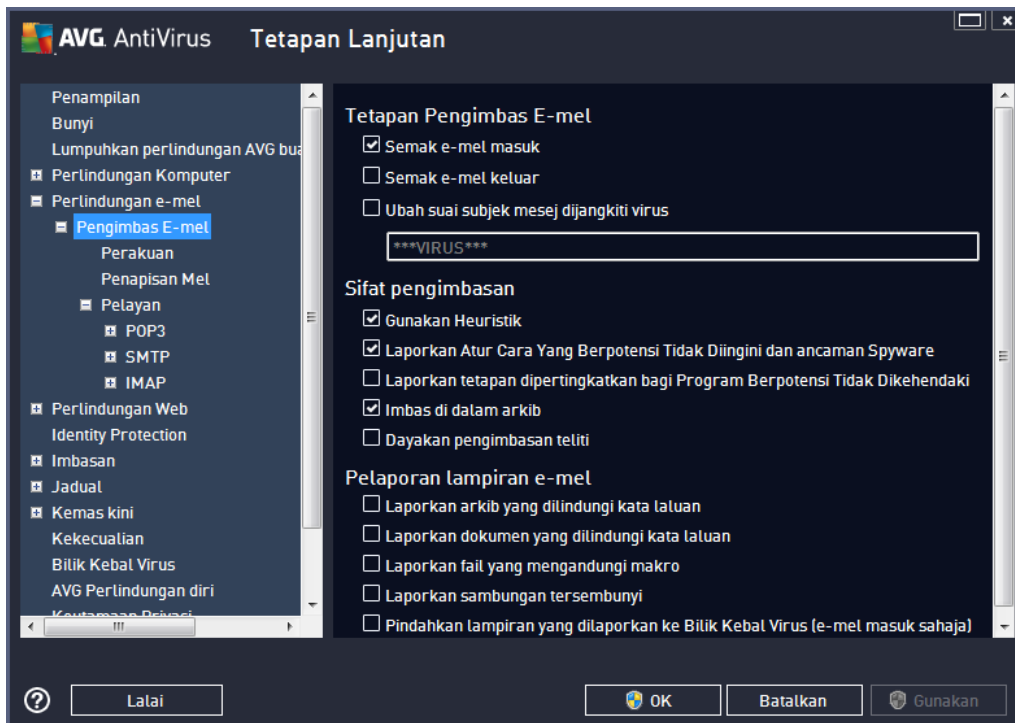 AVG AntiVirus Tetapan Lanjutan
Penampilan
Bunyi
Lumpuhkan perlindungan AVG bua
Perlindungan Komputer
Perlindungan e-mel
Pengimbas E-mel
Perakuan
Penapisan Mel
Pelayan
POP3
SMTP
IMAP
Perlindungan Web
Identity Protection
Imbasan
Jadual
Kemas kini
Kekecualian
Bilik Kebal Virus
AVG Perlindungan diri
Keutamaan Privasi
Tetapan Pengimbas E-mel
Semak e-mel masuk
Semak e-mel keluar
Ubah suai subjek mesej dijangkiti virus
***VIRUS***
Sifat pengimbasan
Gunakan Heuristik
Laporkan Atur Cara Yang Berpotensi Tidak Diingini dan ancaman Spyware
Laporkan tetapan dipertingkatkan bagi Program Berpotensi Tidak Dikehendaki
Imbas di dalam arkib
Dayakan pengimbasan teliti
Pelaporan lampiran e-mel
Laporkan arkib yang dilindungi kata laluan
Laporkan dokumen yang dilindungi kata laluan
Laporkan fail yang mengandungi makro
Laporkan sambungan tersembunyi
Pindahkan lampiran yang dilaporkan ke Bilik Kebal Virus (e-mel masuk sahaja)
Lalai
OK
Batalkan
Gunakan